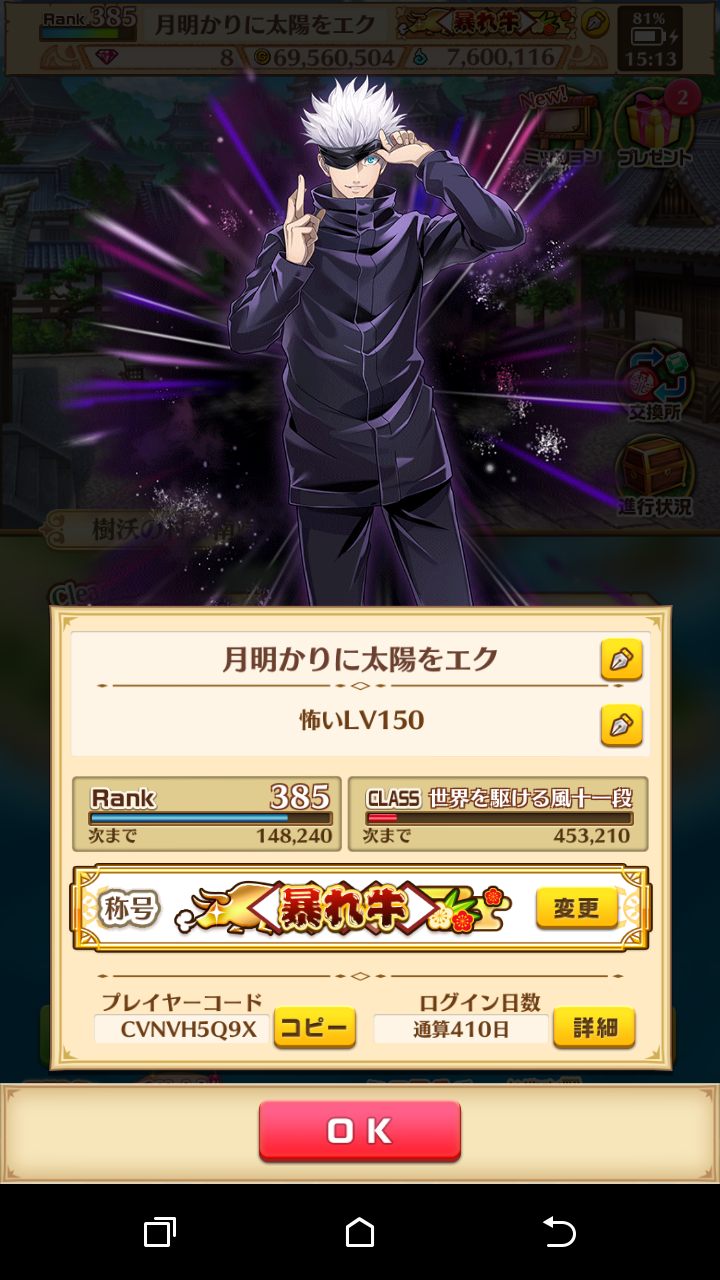 Rank 385
月明かりに太陽をエク
暴れ牛
81%
8
69,560,504
7,600,116
15:13
New!
2
ミッション
プレゼント
交換所
進行状況
月明かりに太陽をエク
怖いLV150
Rank 385
次まで 148,240
CLASS 世界を駆ける風十一段
次まで 453,210
称号
暴れ牛
変更
プレイヤーコード
CVNVH5Q9X
コピー
ログイン日数
通算410日
詳細
OK